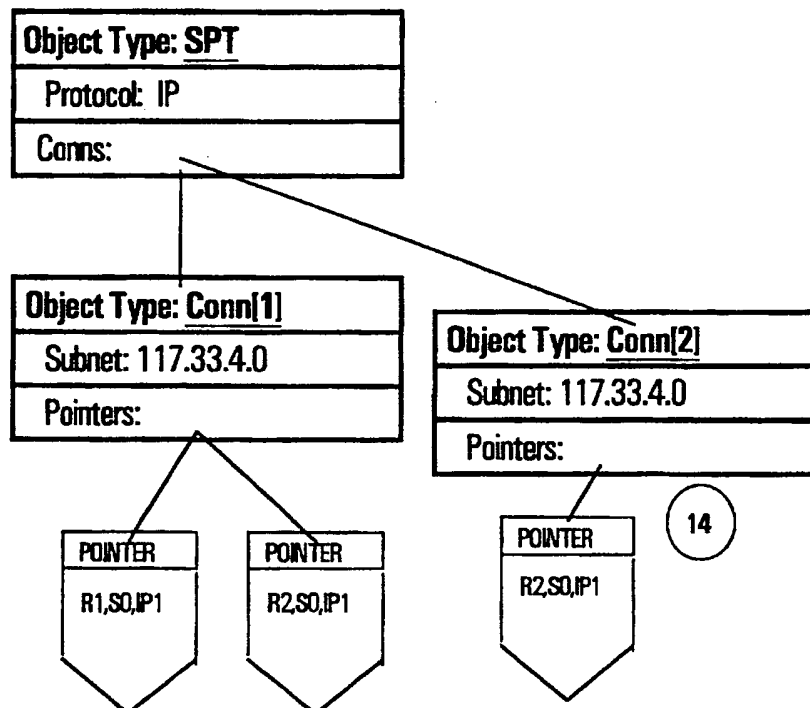 Object Type: SPT
Protocol: IP
Conns:
Object Type: Conn[1]
Subnet: 117.33.4.0
Pointers:
Object Type: Conn[2]
Subnet: 117.33.4.0
Pointers:
POINTER
R1,S0,IP1
POINTER
R2,S0,IP1
POINTER
R2,S0,IP1
14